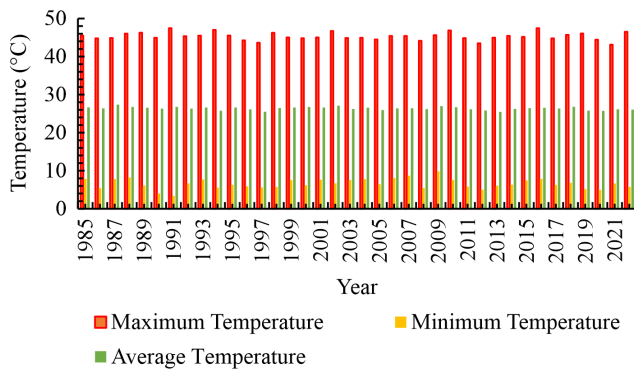 50
40
30
20
10
0
Temperature (°C)
1985 1987 1989 1991 1993 1995 1997 1999 2001 2003 2005 2007 2009 2011 2013 2015 2017 2019 2021
Year
Maximum Temperature Minimum Temperature
Average Temperature